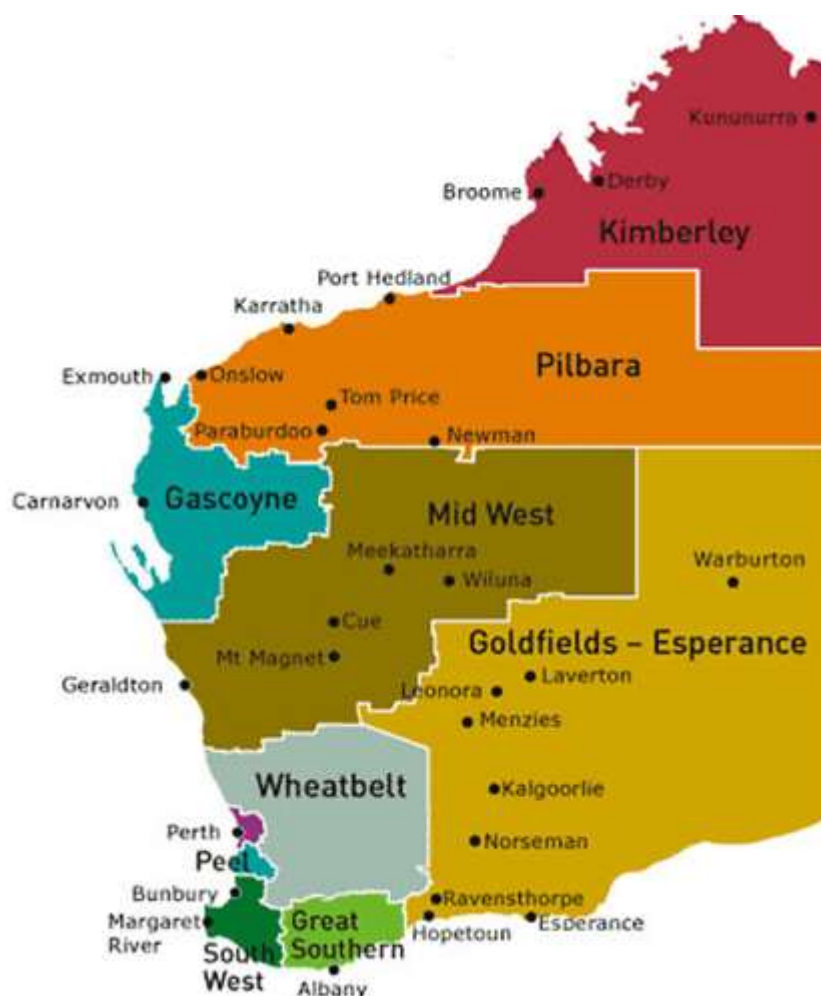 Kununurra
Derby
Broome
Kimberley
Port Hedland
Karratha
Pilbara
Exmouth
Onslow
Tom Price
Paraburdoo
Newman
Gascoyne
Carnarvon
Mid West
Meekatharra
Wiluna
Warburton
Cue
Goldfields – Esperance
Mt Magnet
Laverton
Geraldton
Leonora
Menzies
Wheatbelt
Kalgoorlie
Perth
Norseman
Peel
Bunbury
Ravensthorpe
Margaret
River
Great
Southern
Hopetoun
Esperance
South
West
Albany